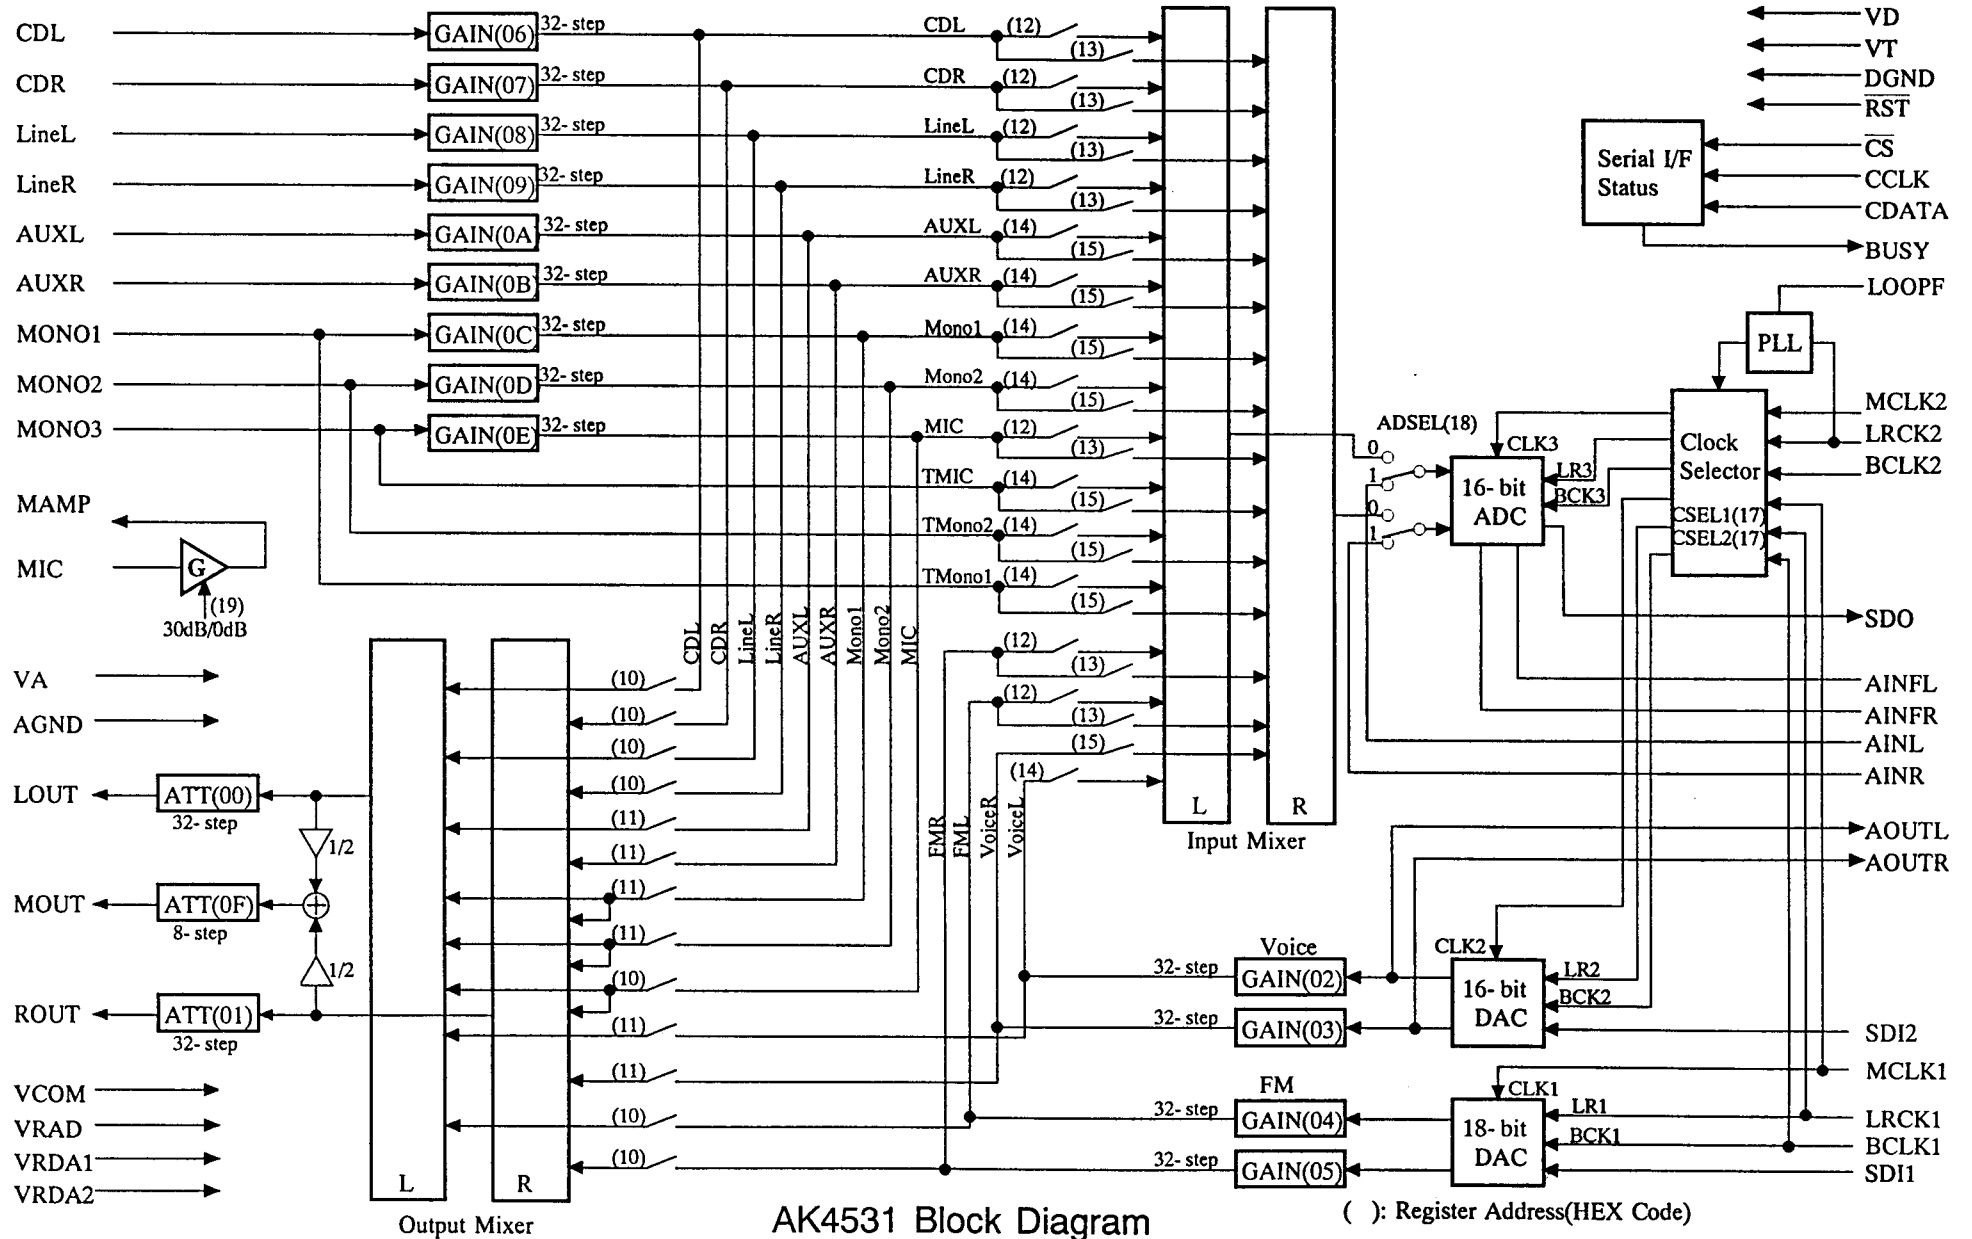 CDL GAIN(06) 32- step CDL (12) (13)
CDR GAIN(07) 32- step CDR (12) (13)
LineL GAIN(08) 32- step LineL (12) (13)
LineR GAIN(09) 32- step LineR (12) (13)
AUXL GAIN(0A) 32- step AUXL (14) (15)
AUXR GAIN(0B) 32- step AUXR (14) (15)
MONO1 GAIN(0C) 32- step Mono1 (14) (15)
MONO2 GAIN(0D) 32- step Mono2 (14) (15)
MONO3 GAIN(0E) 32- step MIC (12) (13)
TMIC (14) (15)
TMono2 (14) (15)
TMono1 (14) (15)
(12) (13)
(12) (13)
(15)
(14)
MAMP
MIC
G
(19)
30dB/0dB
VA
AGND
LOUT ATT(00)
32- step
1/2
MOUT ATT(0F)
8- step
1/2
ROUT ATT(01)
32- step
VCOM
VRAD
VRDA1
VRDA2
L R
Output Mixer
CDL
CDR
LineL
LineR
AUXL
AUXR
Mono1
Mono2
MIC
(10)
(10)
(10)
(10)
(11)
(11)
(11)
(11)
(10)
(11)
(11)
(10)
(10)
FMR
FML
VoiceR
VoiceL
L R
Input Mixer
ADSEL(18)
0
1
0
1
CLK3
LR3
BCK3
16- bit
ADC
Clock
Selector
CSEL1(17)
CSEL2(17)
PLL
Serial I/F
Status
VD
VT
DGND
RST
CS
CCLK
CDATA
BUSY
LOOPF
MCLK2
LRCK2
BCLK2
SDO
AINFL
AINFR
AINL
AINR
AOUTL
AOUTR
Voice
32- step GAIN(02)
32- step GAIN(03)
CLK2
LR2
BCK2
16- bit
DAC
SDI2
MCLK1
FM
32- step GAIN(04)
32- step GAIN(05)
CLK1
LR1
BCK1
18- bit
DAC
LRCK1
BCLK1
SDI1
AK4531 Block Diagram
( ): Register Address(HEX Code)